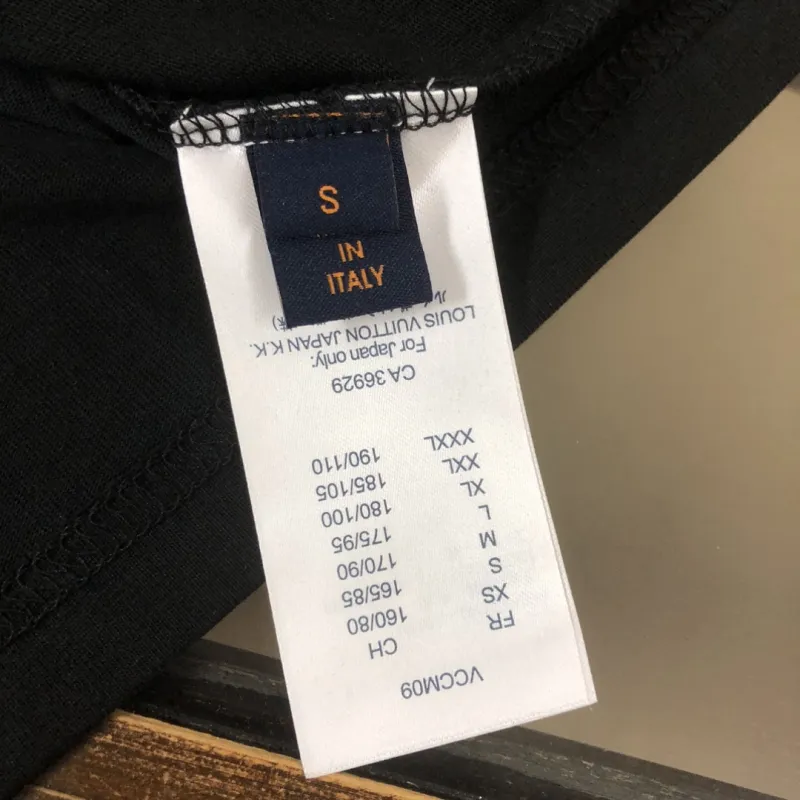 S
IN
ITALY
VCCM09
FR CH
XS 160/80
S 165/85
M 170/90
L 175/95
XL 180/100
XXL 185/105
XXXL 190/110
CA 36929
For Japan only:
LOUIS VUITTON JAPAN K.K.